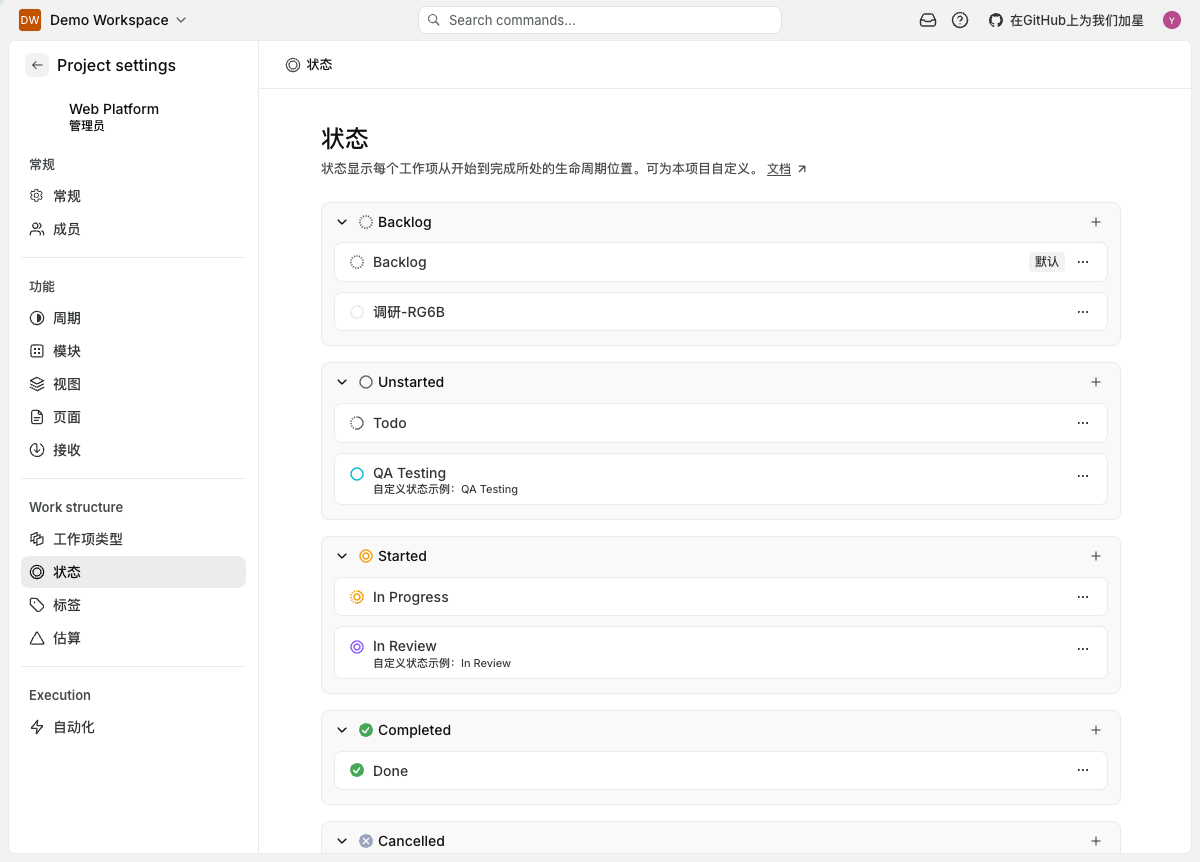 DW Demo Workspace
Search commands...
在GitHub上为我们加星
Y
Project settings
Web Platform
管理员
常规
常规
成员
功能
周期
模块
视图
页面
接收
Work structure
工作项类型
状态
标签
估算
Execution
自动化
状态
状态
状态显示每个工作项从开始到完成所处的生命周期位置。可为本项目自定义。 文档
Backlog
Backlog 默认
调研-RG6B
Unstarted
Todo
QA Testing
自定义状态示例：QA Testing
Started
In Progress
In Review
自定义状态示例：In Review
Completed
Done
Cancelled